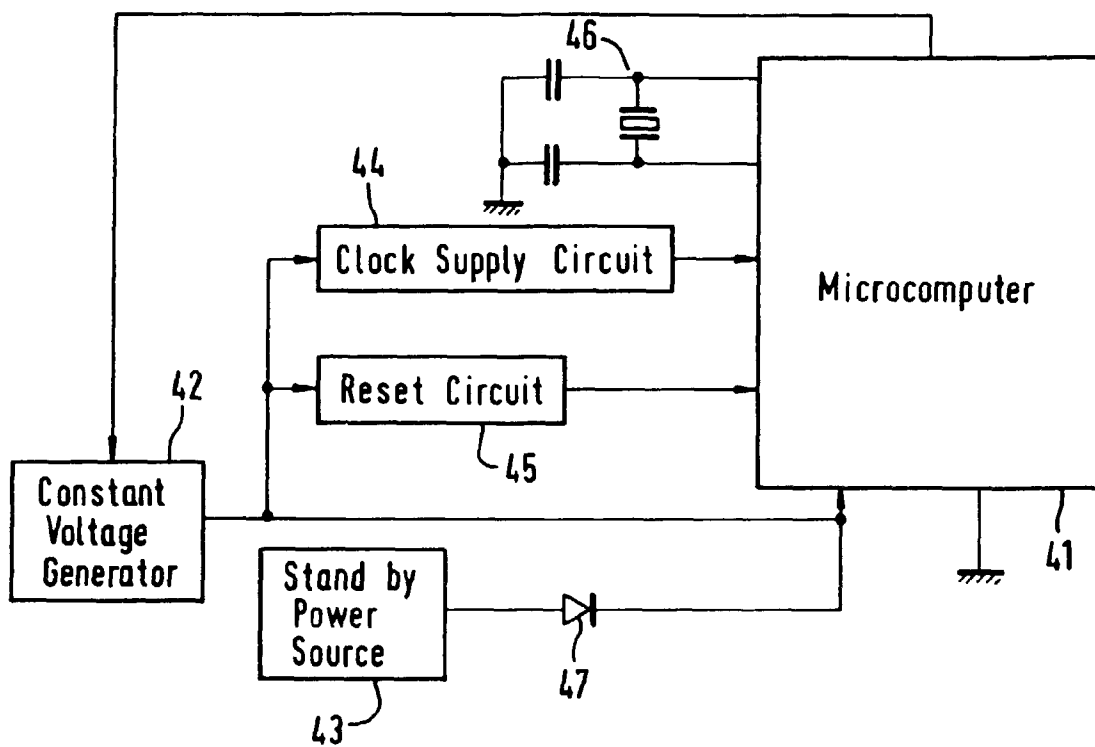 46
44
Clock Supply Circuit
Microcomputer
42
Reset Circuit
45
Constant
Voltage
Generator
41
Stand by
Power
Source
47
43